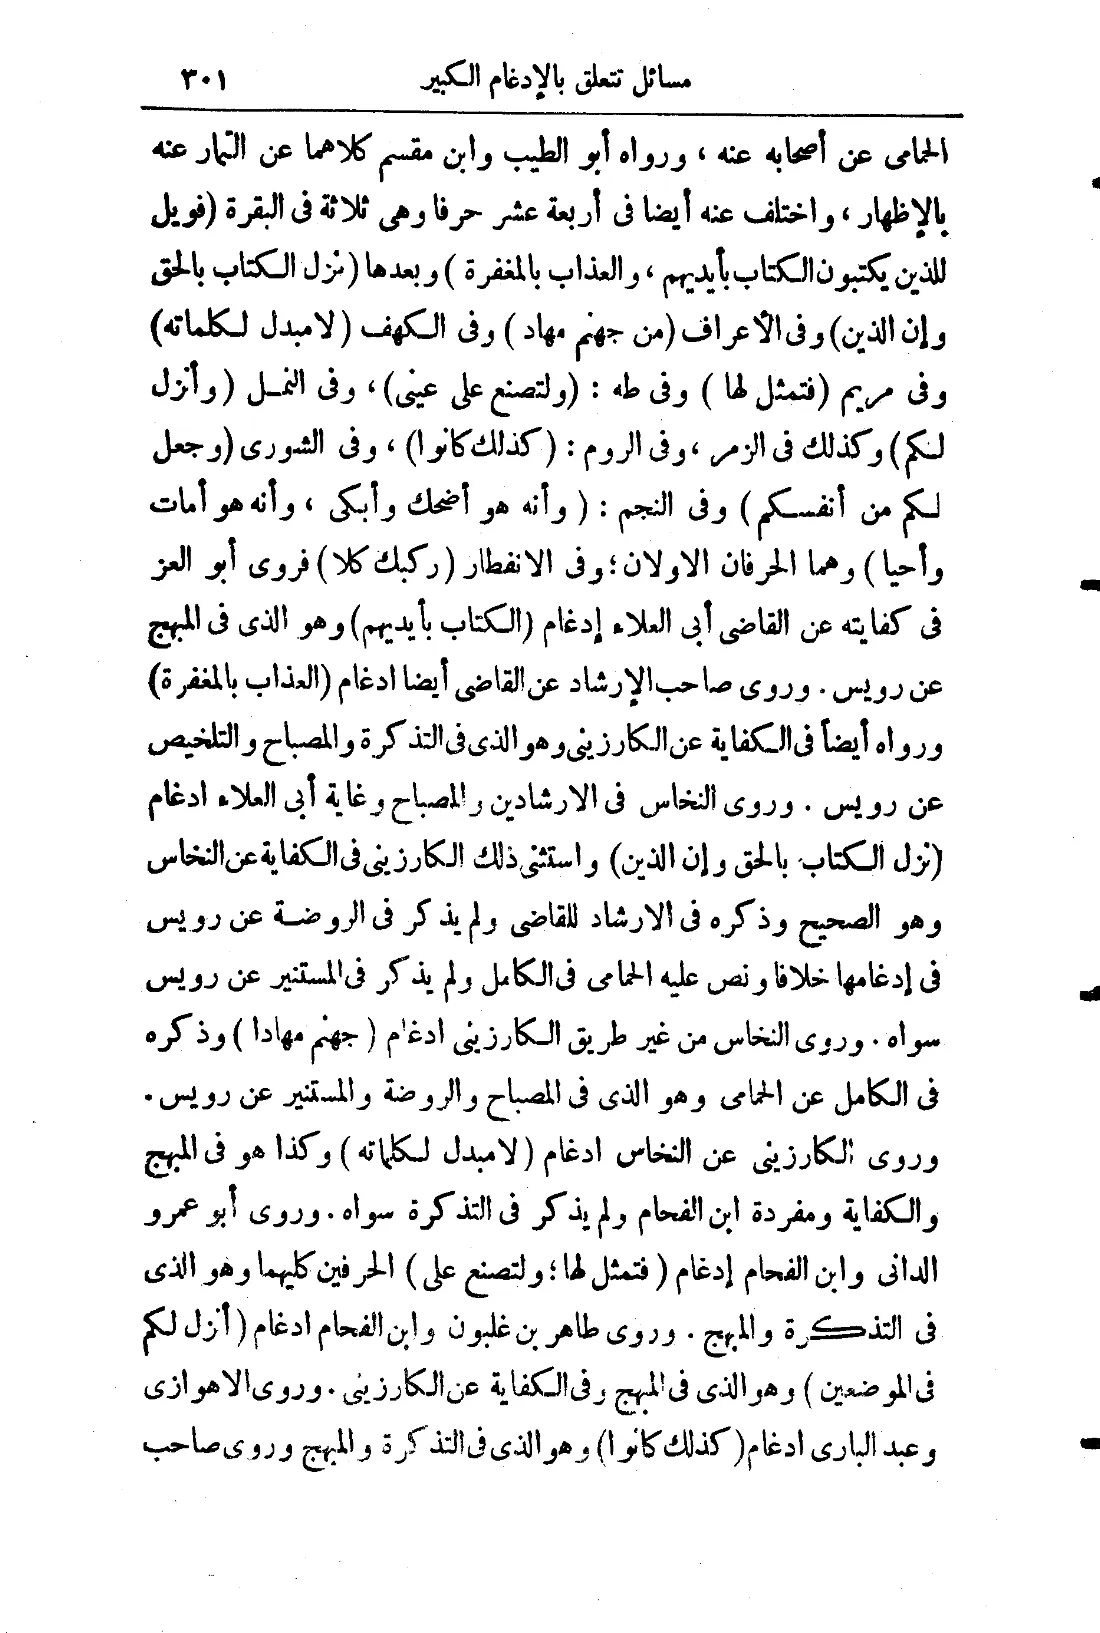 مسائل تتعلق بالإدغام الكبير ٣٠١
الحمامى عن أصحابه عنه ، ورواه أبو الطيب وابن مقسم كلاهما عن التمار عنه
بالإظهار ، واختلف عنه أيضا فى أربعة عشر حرفا وهى ثلاثة فى البقرة (فويل
للذين يكتبون الكتاب بأيديهم ، والعذاب بالمغفرة ) وبعدها (نزل الكتاب بالحق
وإن الذين) وفى الأعراف (من جهنم مهاد ) وفى الكهف (لامبدل لكلماته)
وفى مريم (فتمثل لها ) وفى طه : (ولتصنع على عينى) ، وفى النمل (وأنزل
لكم) وكذلك فى الزمر ، وفى الروم : (كذلك كانوا) ، وفى الشورى (وجعل
لكم من أنفسكم ) وفى النجم : ( وأنه هو أضحك وأبكى ، وأنه هو أمات
وأحيا ) وهما الحرفان الاولان ؛ وفى الانفطار (ركبك كلا) فروى أبو العز
فى كفايته عن القاضى أبى العلاء إدغام (الكتاب بأيديهم) وهو الذى فى المبهج
عن رويس . وروى صاحب الإرشاد عن القاضى أيضا ادغام (العذاب بالمغفرة)
ورواه أيضاً فى الكفاية عن الكارزينى وهو الذى فى التذكرة والمصباح والتلخيص
عن رويس . وروى النخاس فى الارشادين والمصباح وغاية أبى العلاء ادغام
(نزل الكتاب بالحق وإن الذين) واستثنى ذلك الكارزينى فى الكفاية عن النخاس
وهو الصحيح وذكره فى الارشاد للقاضى ولم يذكر فى الروضة عن رويس
فى إدغامها خلافا ونص عليه الحمامى فى الكامل ولم يذكر فى المستنير عن رويس
سواه . وروى النخاس من غير طريق الكارزينى ادغام ( جهنم مهادا ) وذكره
فى الكامل عن الحمامى وهو الذى فى المصباح والروضة والمستنير عن رويس .
وروى الكارزينى عن النخاس ادغام (لامبدل لكلماته ) وكذا هو فى المبهج
والكفاية ومفردة ابن الفحام ولم يذكر فى التذكرة سواه . وروى أبو عمرو
الدانى وابن الفحام إدغام ( فتمثل لها ؛ ولتصنع على ) الحرفين كليهما وهو الذى
فى التذكرة والمبهج . وروى طاهر بن غلبون وابن الفحام ادغام (أنزل لكم
فى الموضعين ) وهو الذى فى المبهج وفى الكفاية عن الكارزينى . وروى الاهوازى
وعبد البارى ادغام ( كذلك كانوا) وهو الذى فى التذكرة والمبهج وروى صاحب